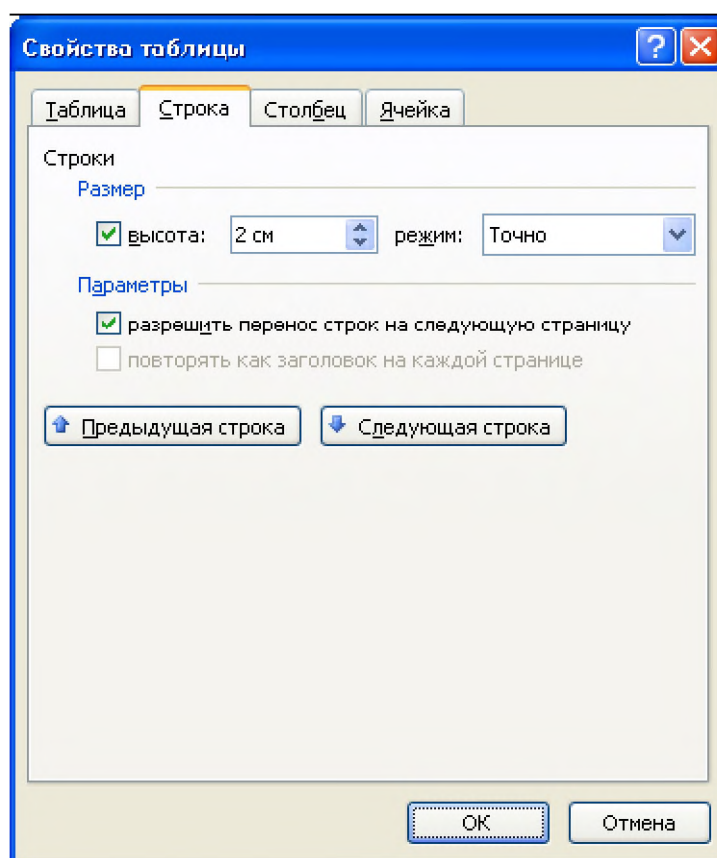 Свойства таблицы
Таблица Строка Столбец Ячейка
Строки
Размер
высота: 2 см режим: Точно
Параметры
разрешить перенос строк на следующую страницу
повторять как заголовок на каждой странице
Предыдущая строка Следующая строка
ОК Отмена